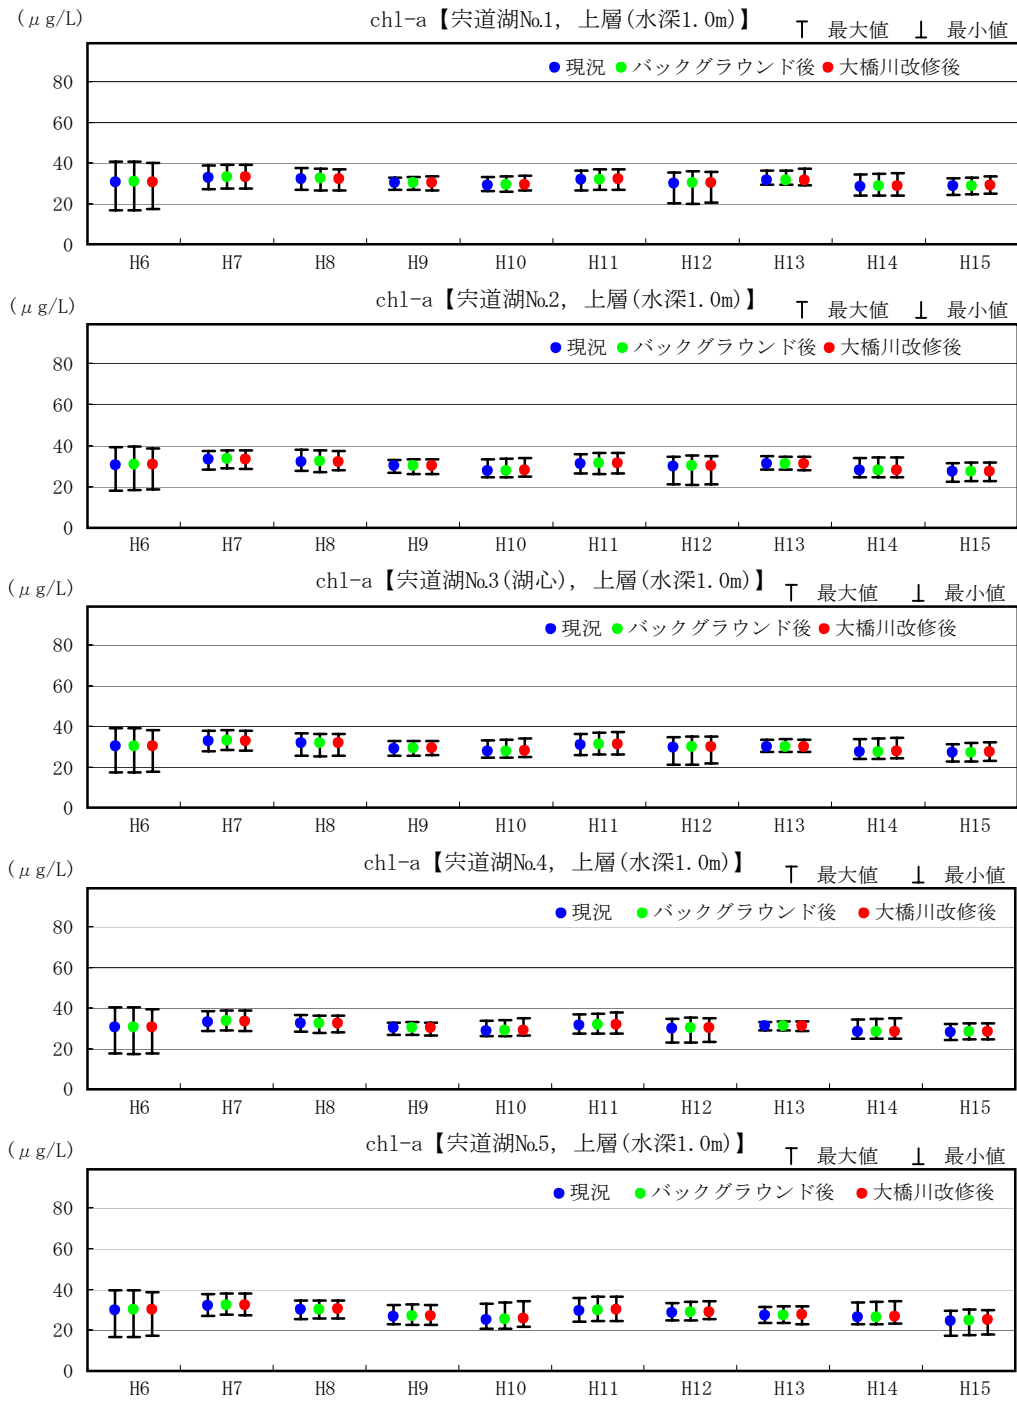 (μg/L) chl-a【宍道湖No.1, 上層(水深1.0m)】 最大値 最小値
現況 バックグラウンド後 大橋川改修後
80
60
40
20
0
H6 H7 H8 H9 H10 H11 H12 H13 H14 H15
(μg/L) chl-a【宍道湖No.2, 上層(水深1.0m)】 最大値 最小値
現況 バックグラウンド後 大橋川改修後
80
60
40
20
0
H6 H7 H8 H9 H10 H11 H12 H13 H14 H15
(μg/L) chl-a【宍道湖No.3(湖心), 上層(水深1.0m)】 最大値 最小値
現況 バックグラウンド後 大橋川改修後
80
60
40
20
0
H6 H7 H8 H9 H10 H11 H12 H13 H14 H15
(μg/L) chl-a【宍道湖No.4, 上層(水深1.0m)】 最大値 最小値
現況 バックグラウンド後 大橋川改修後
80
60
40
20
0
H6 H7 H8 H9 H10 H11 H12 H13 H14 H15
(μg/L) chl-a【宍道湖No.5, 上層(水深1.0m)】 最大値 最小値
現況 バックグラウンド後 大橋川改修後
80
60
40
20
0
H6 H7 H8 H9 H10 H11 H12 H13 H14 H15